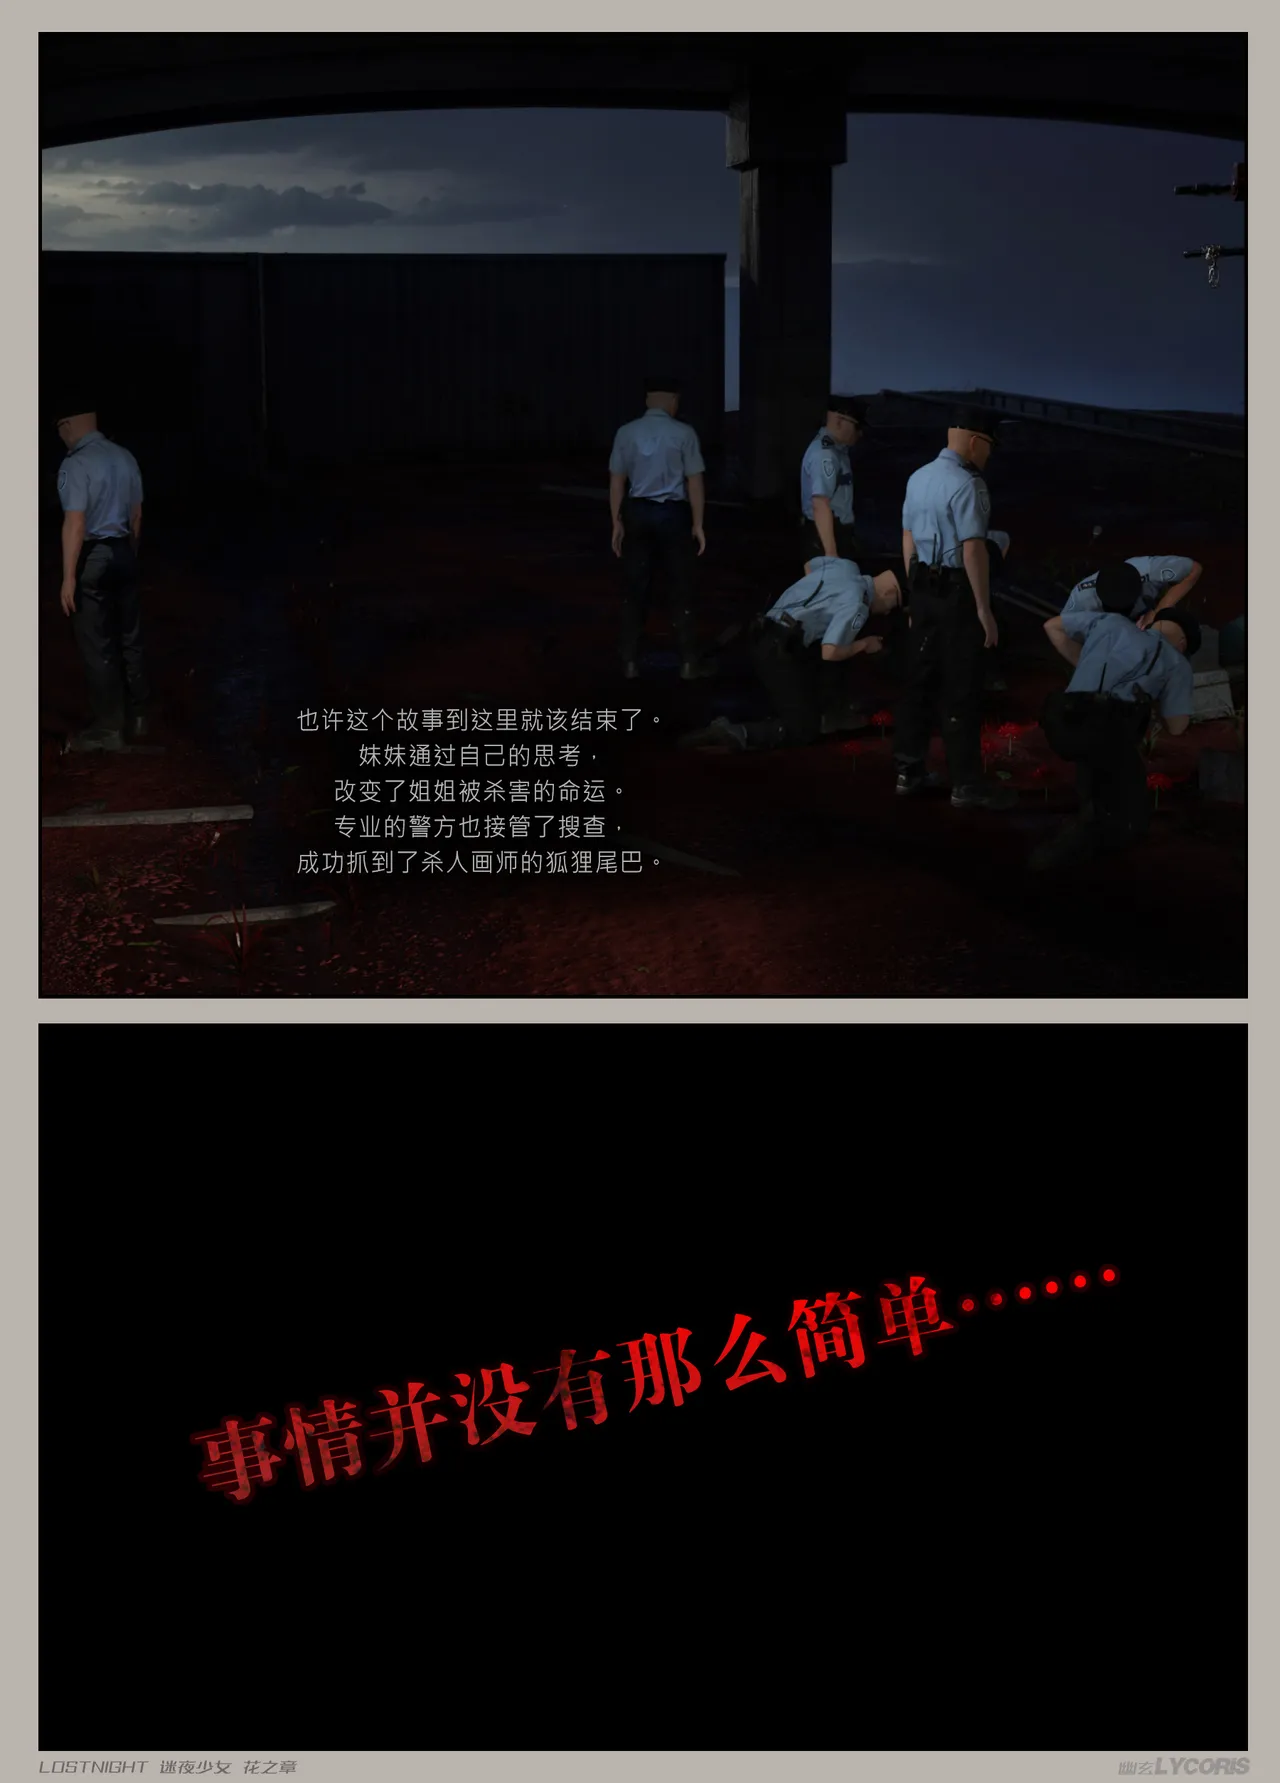 也许这个故事到这里就该结束了。
妹妹通过自己的思考，
改变了姐姐被杀害的命运。
专业的警方也接管了搜查，
成功抓到了杀人画师的狐狸尾巴。
事情并没有那么简单……
LOSTNIGHT 迷夜少女 花之章
幽玄LYCORIS